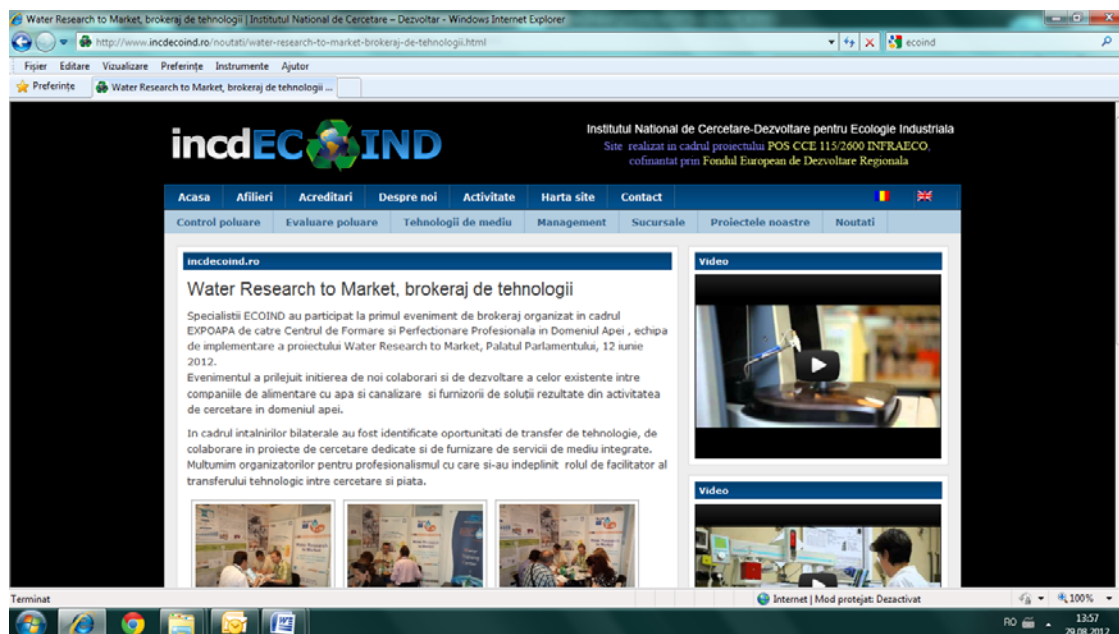 Water Research to Market, brokeraj de tehnologii | Institutul National de Cercetare – Dezvoltar - Windows Internet Explorer
http://www.incdecoind.ro/noutati/water-research-to-market-brokeraj-de-tehnologii.html
ecoind
Fișier Editare Vizualizare Preferințe Instrumente Ajutor
Preferințe Water Research to Market, brokeraj de tehnologii ...
incdECOIND
Institutul National de Cercetare-Dezvoltare pentru Ecologie Industriala
Site realizat in cadrul proiectului POS CCE 115/2600 INFRAECO,
cofinantat prin Fondul European de Dezvoltare Regionala
Acasa Afilieri Acreditari Despre noi Activitate Harta site Contact
Control poluare Evaluare poluare Tehnologii de mediu Management Sucursale Proiectele noastre Noutati
incdecoind.ro
Water Research to Market, brokeraj de tehnologii
Specialistii ECOIND au participat la primul eveniment de brokeraj organizat in cadrul
EXPOAPA de catre Centrul de Formare si Perfectionare Profesionala in Domeniul Apei , echipa
de implementare a proiectului Water Research to Market, Palatul Parlamentului, 12 iunie
2012.
Evenimentul a prilejuit initierea de noi colaborari si de dezvoltare a celor existente intre
companiile de alimentare cu apa si canalizare si furnizorii de soluții rezultate din activitatea
de cercetare in domeniul apei.
In cadrul intalnirilor bilaterale au fost identificate oportunitati de transfer de tehnologie, de
colaborare in proiecte de cercetare dedicate si de furnizare de servicii de mediu integrate.
Multumim organizatorilor pentru profesionalismul cu care si-au indeplinit rolul de facilitator al
transferului tehnologic intre cercetare si piata.
Video
Video
Terminat
Internet | Mod protejat: Dezactivat
100%
RO
13:57
29.08.2012